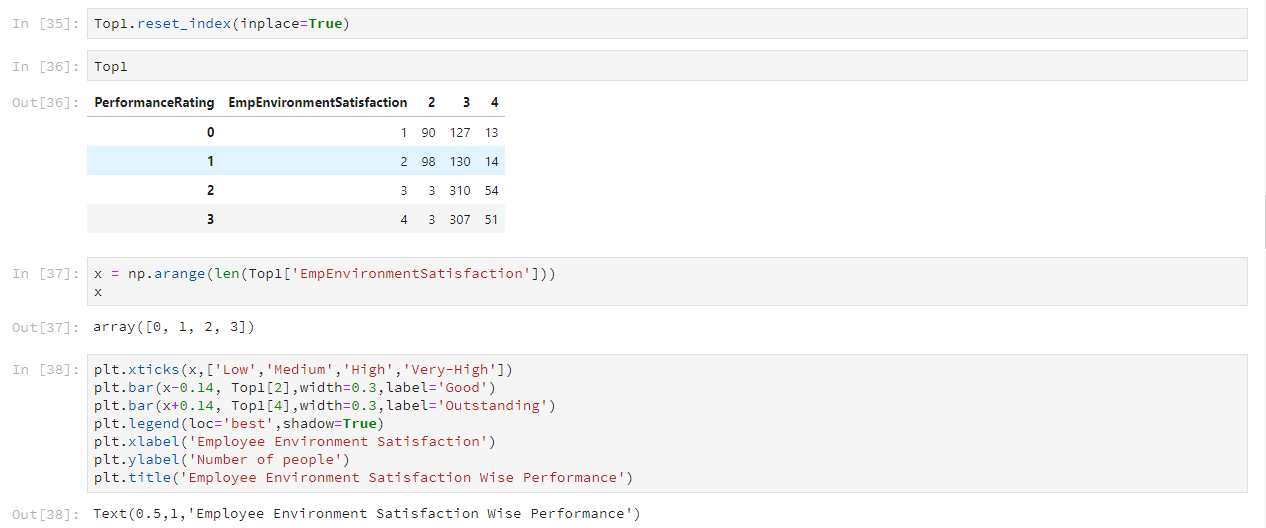 In [35]: Top1.reset_index(inplace=True)
In [36]: Top1
Out[36]: PerformanceRating EmpEnvironmentSatisfaction 2 3 4
0 1 90 127 13
1 2 98 130 14
2 3 3 310 54
3 4 3 307 51
In [37]: x = np.arange(len(Top1['EmpEnvironmentSatisfaction']))
x
Out[37]: array([0, 1, 2, 3])
In [38]: plt.xticks(x,['Low','Medium','High','Very-High'])
plt.bar(x-0.14, Top1[2],width=0.3,label='Good')
plt.bar(x+0.14, Top1[4],width=0.3,label='Outstanding')
plt.legend(loc='best',shadow=True)
plt.xlabel('Employee Environment Satisfaction')
plt.ylabel('Number of people')
plt.title('Employee Environment Satisfaction Wise Performance')
Out[38]: Text(0.5,1,'Employee Environment Satisfaction Wise Performance')